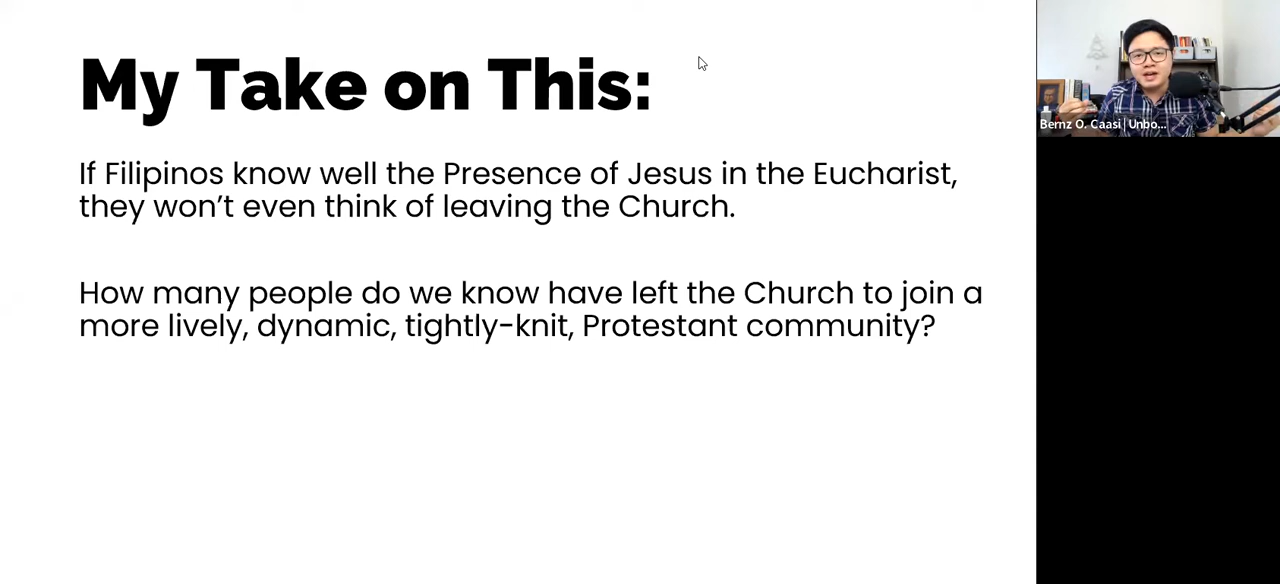 My Take on This:
If Filipinos know well the Presence of Jesus in the Eucharist,
they won't even think of leaving the Church.
How many people do we know have left the Church to join a
more lively, dynamic, tightly-knit, Protestant community?
Bernz O. Caasi | Unbo...